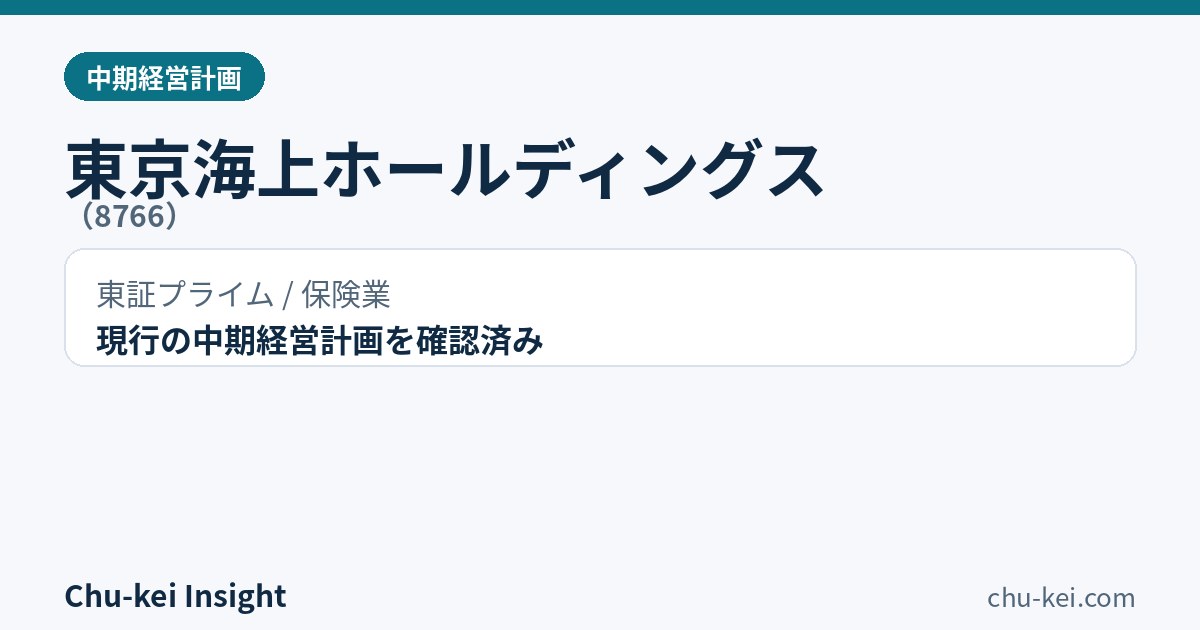 中期経営計画
東京海上ホールディングス
（8766）
東証プライム / 保険業
現行の中期経営計画を確認済み
Chu-kei Insight
chu-kei.com